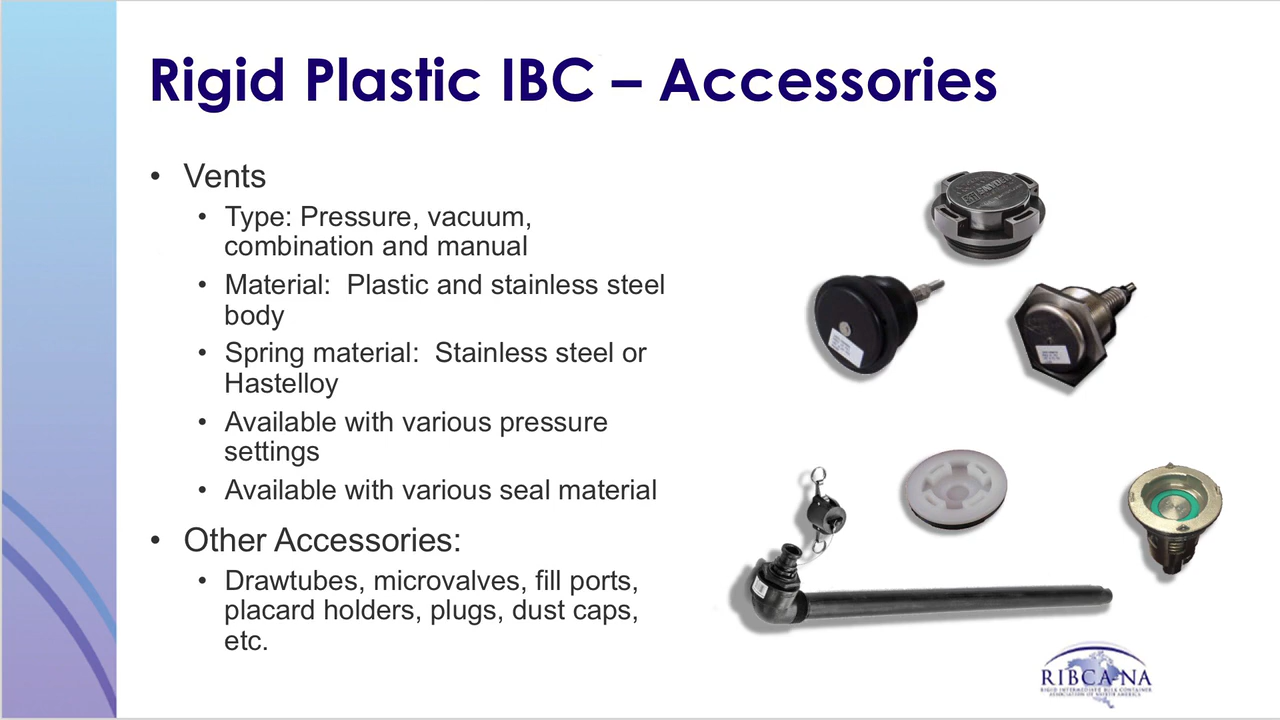 Rigid Plastic IBC – Accessories
• Vents
• Type: Pressure, vacuum,
combination and manual
• Material:  Plastic and stainless steel
body
• Spring material:  Stainless steel or
Hastelloy
• Available with various pressure
settings
• Available with various seal material
• Other Accessories:
• Drawtubes, microvalves, fill ports,
placard holders, plugs, dust caps,
etc.
SNYDER
RIBCA-NA
RIGID INTERMEDIATE BULK CONTAINER
ASSOCIATION OF NORTH AMERICA